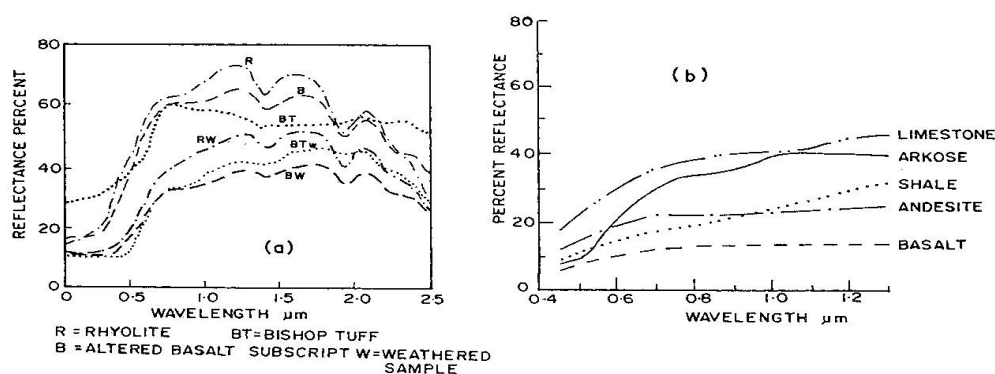 (a)
REFLECTANCE PERCENT
80
60
40
20
0
R
B
BT
RW
BTw
BW
0 0·5 1·0 1·5 2·0 2·5
WAVELENGTH µm
R = RHYOLITE BT=BISHOP TUFF
B = ALTERED BASALT SUBSCRIPT W=WEATHERED
SAMPLE
(b)
PERCENT REFLECTANCE
80
60
40
20
0
LIMESTONE
ARKOSE
SHALE
ANDESITE
BASALT
0·4 0·6 0·8 1·0 1·2
WAVELENGTH µm